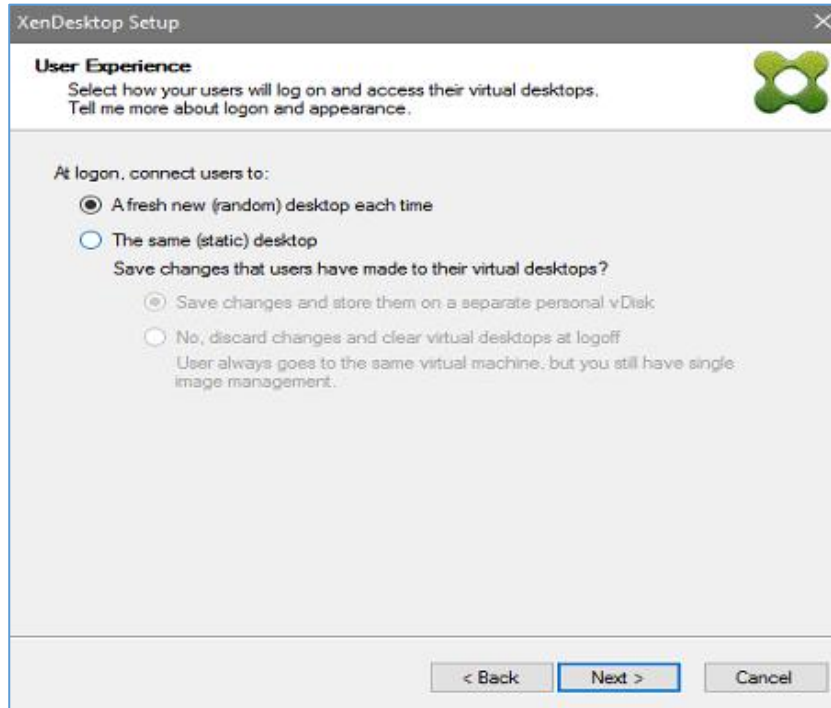 XenDesktop Setup
User Experience
Select how your users will log on and access their virtual desktops.
Tell me more about logon and appearance.
At logon, connect users to:
A fresh new (random) desktop each time
The same (static) desktop
Save changes that users have made to their virtual desktops?
Save changes and store them on a separate personal vDisk
No, discard changes and clear virtual desktops at logoff
User always goes to the same virtual machine, but you still have single
image management.
< Back
Next >
Cancel